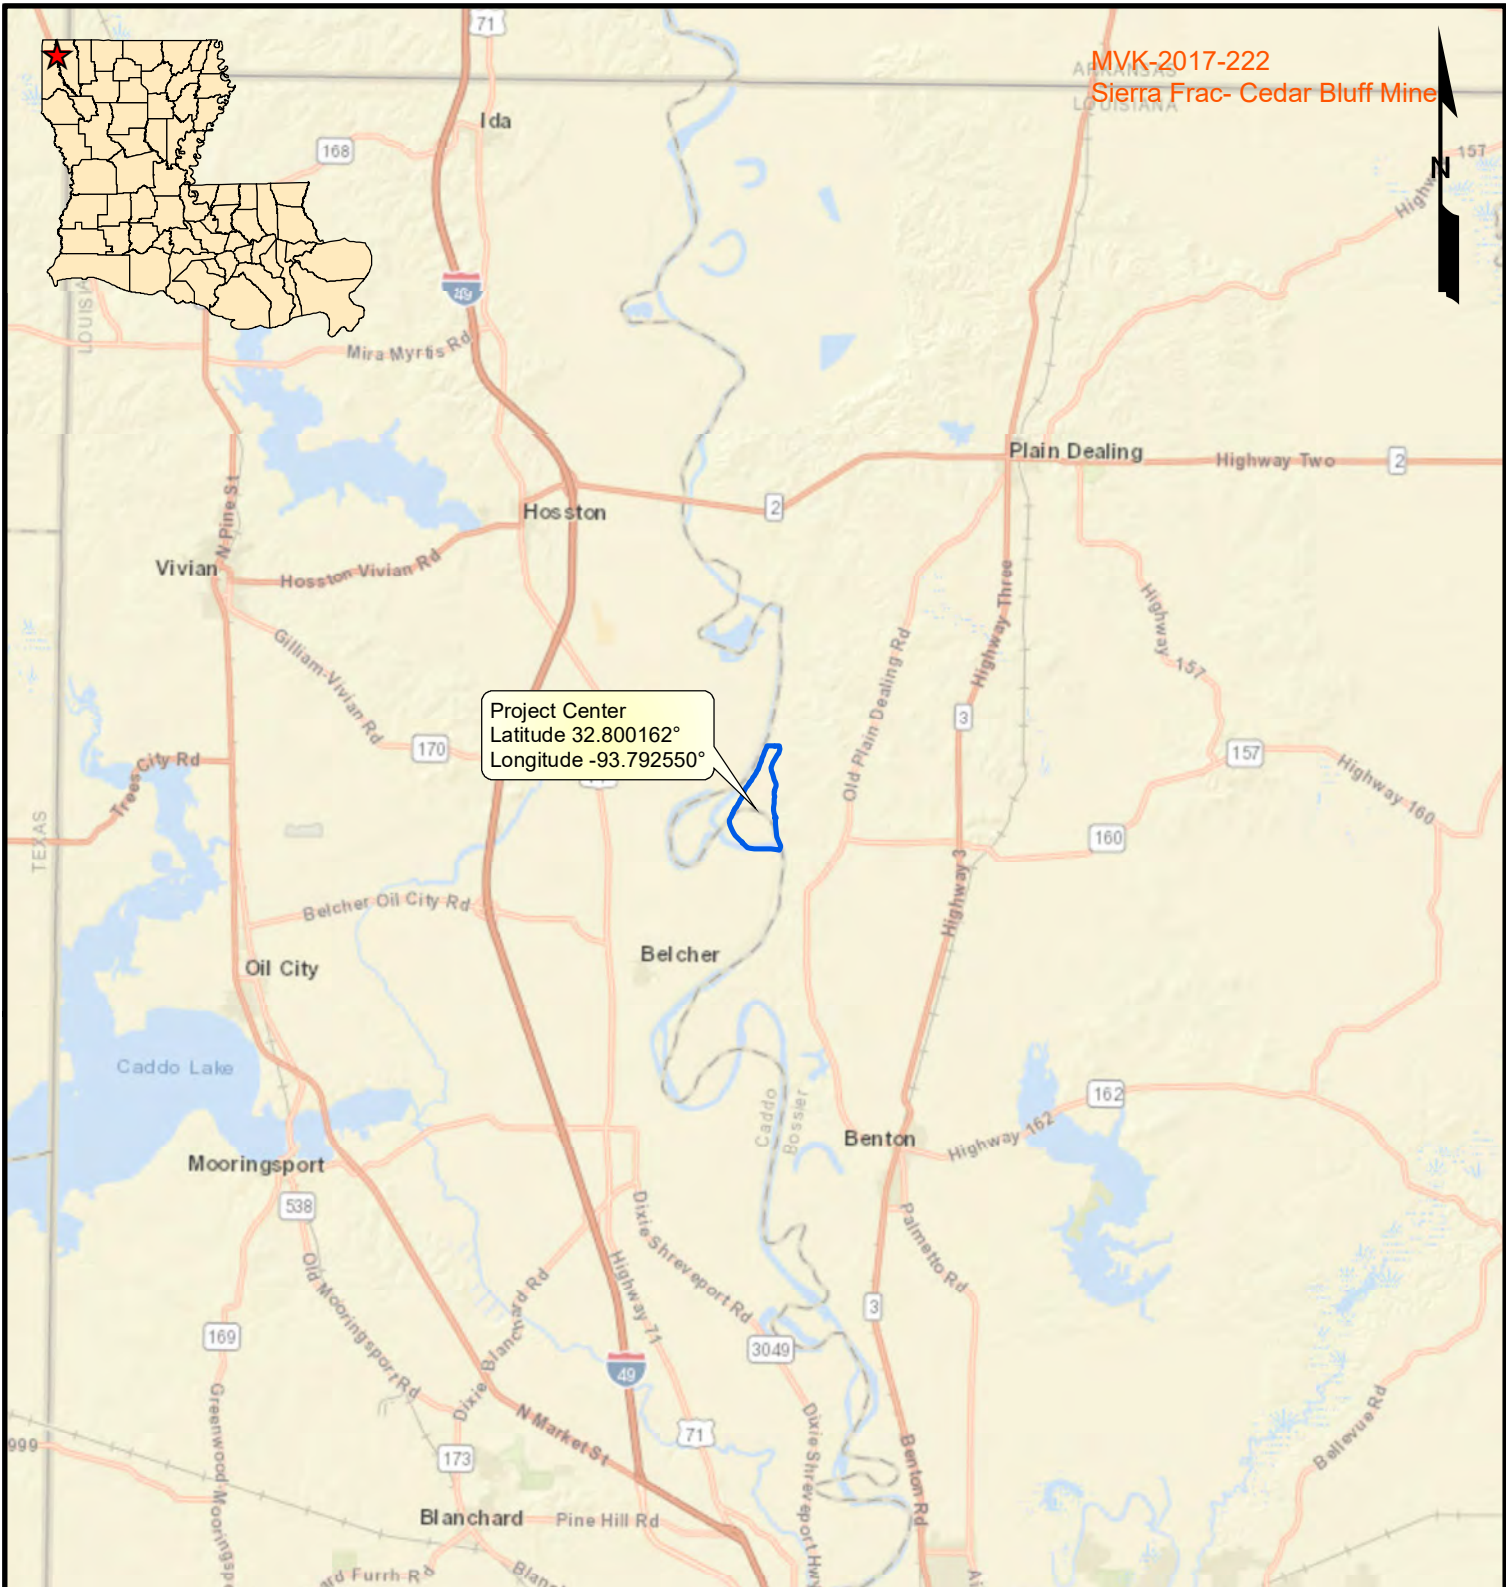 71
MVK-2017-222
ARKANSAS
Sierra Frac- Cedar Bluff Mine
LOUISIANA
Ida
168
157
N
49
Mira Myrtis Rd
Plain Dealing
Highway Two
2
Hosston
2
N Pine St
Vivian
Hosston Vivian Rd
Highway Three
Highway
157
Gilliam-Vivian Rd
Old Plain Dealing Rd
Project Center
Latitude 32.800162°
Longitude -93.792550°
3
170
157
Trees City Rd
Highway 160
TEXAS
160
Highway 3
Belcher Oil City Rd
Belcher
Oil City
Caddo Lake
162
Caddo
Bossier
Benton
Highway 162
Mooringsport
538
Dixie Shreveport Rd
Palmetto Rd
Old Mooringsport Rd
Highway 71
Dixie Blanchard Rd
3
169
3049
49
Greenwood Mooringsp
N Market St
Dixie Shreveport Hwy
71
Benton Rd
Bellevue Rd
999
173
Blanchard
Pine Hill Rd
ard Furrh Rd